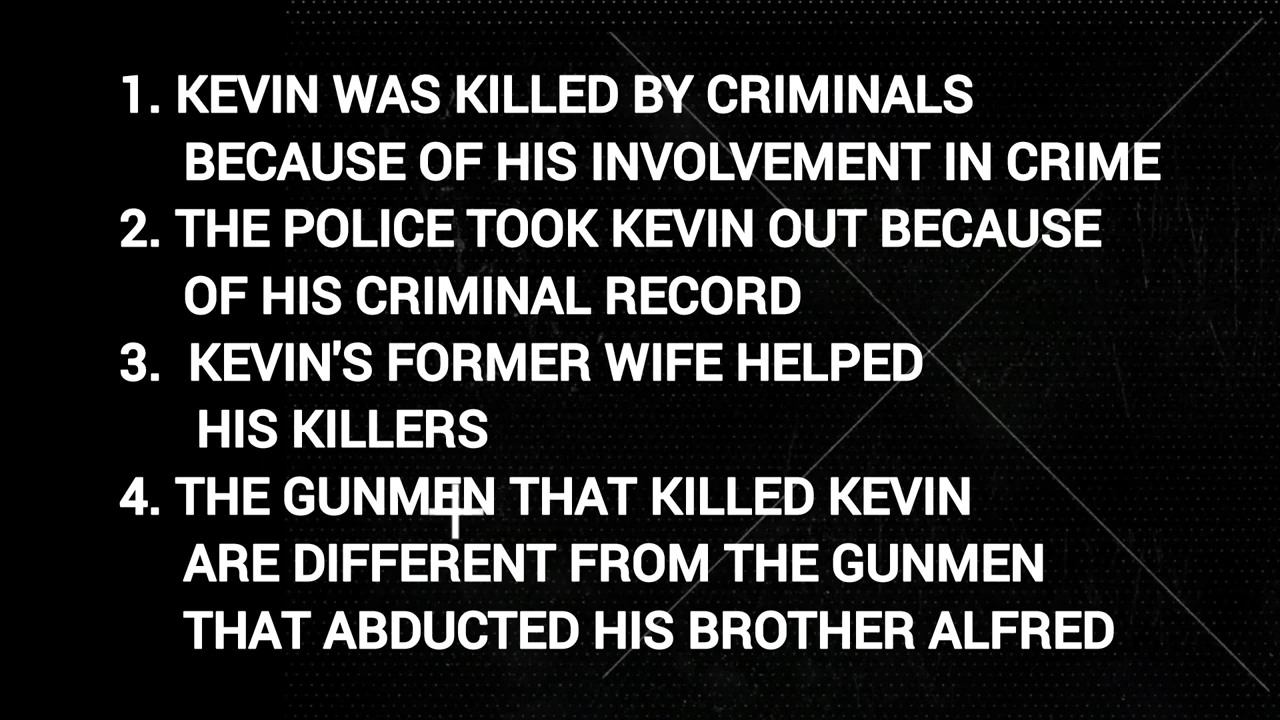 1. KEVIN WAS KILLED BY CRIMINALS
BECAUSE OF HIS INVOLVEMENT IN CRIME
2. THE POLICE TOOK KEVIN OUT BECAUSE
OF HIS CRIMINAL RECORD
3. KEVIN'S FORMER WIFE HELPED
HIS KILLERS
4. THE GUNMEN THAT KILLED KEVIN
ARE DIFFERENT FROM THE GUNMEN
THAT ABDUCTED HIS BROTHER ALFRED